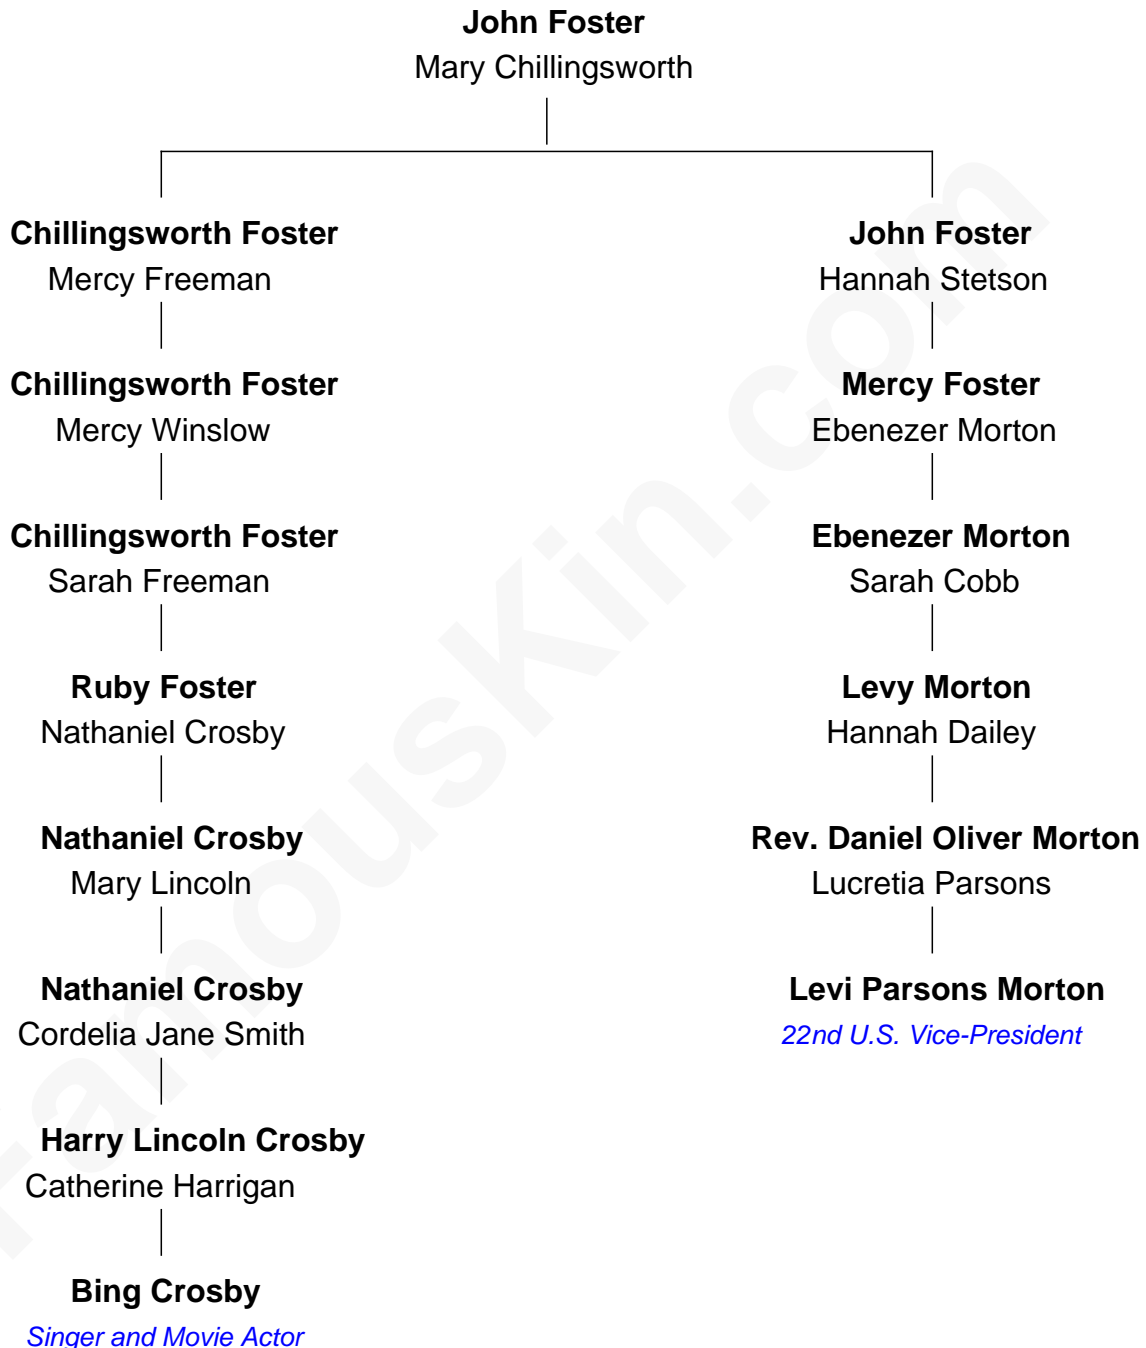 John Foster
Mary Chillingsworth
Chillingsworth Foster
Mercy Freeman
John Foster
Hannah Stetson
Chillingsworth Foster
Mercy Winslow
Mercy Foster
Ebenezer Morton
Chillingsworth Foster
Sarah Freeman
Ebenezer Morton
Sarah Cobb
Ruby Foster
Nathaniel Crosby
Levy Morton
Hannah Dailey
Nathaniel Crosby
Mary Lincoln
Rev. Daniel Oliver Morton
Lucretia Parsons
Nathaniel Crosby
Cordelia Jane Smith
Levi Parsons Morton
22nd U.S. Vice-President
Harry Lincoln Crosby
Catherine Harrigan
Bing Crosby
Singer and Movie Actor
FamousKin.com